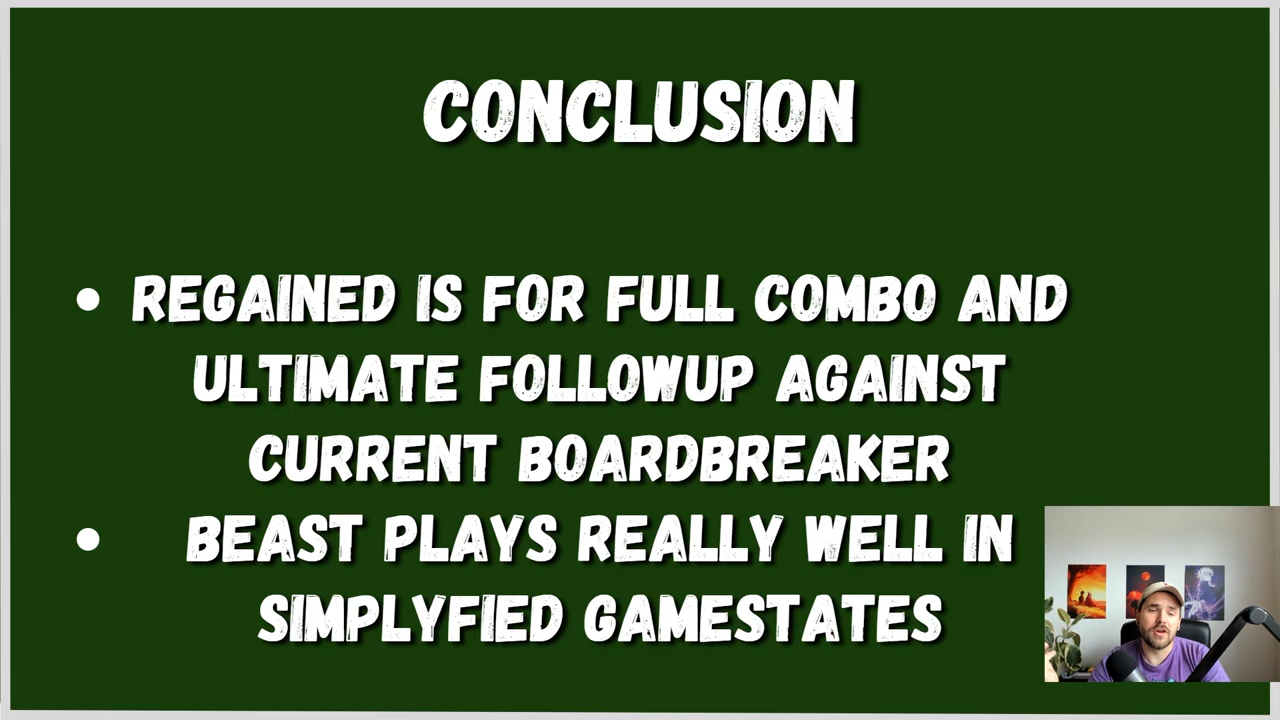 CONCLUSION
• REGAINED IS FOR FULL COMBO AND
ULTIMATE FOLLOWUP AGAINST
CURRENT BOARDBREAKER
• BEAST PLAYS REALLY WELL IN
SIMPLYFIED GAMESTATES